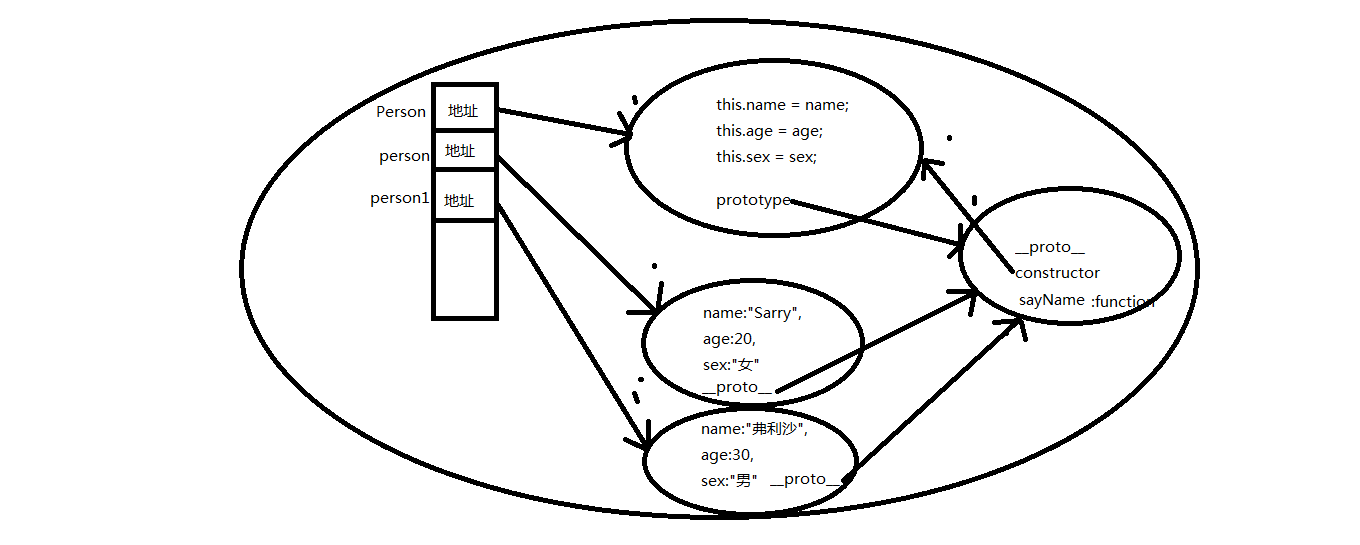 Person
地址
person
地址
person1
地址
this.name = name;
this.age = age;
this.sex = sex;
prototype
__proto__
constructor
sayName :function
name:"Sarry",
age:20,
sex:"女"
__proto__
name:"弗利沙",
age:30,
sex:"男" __proto__